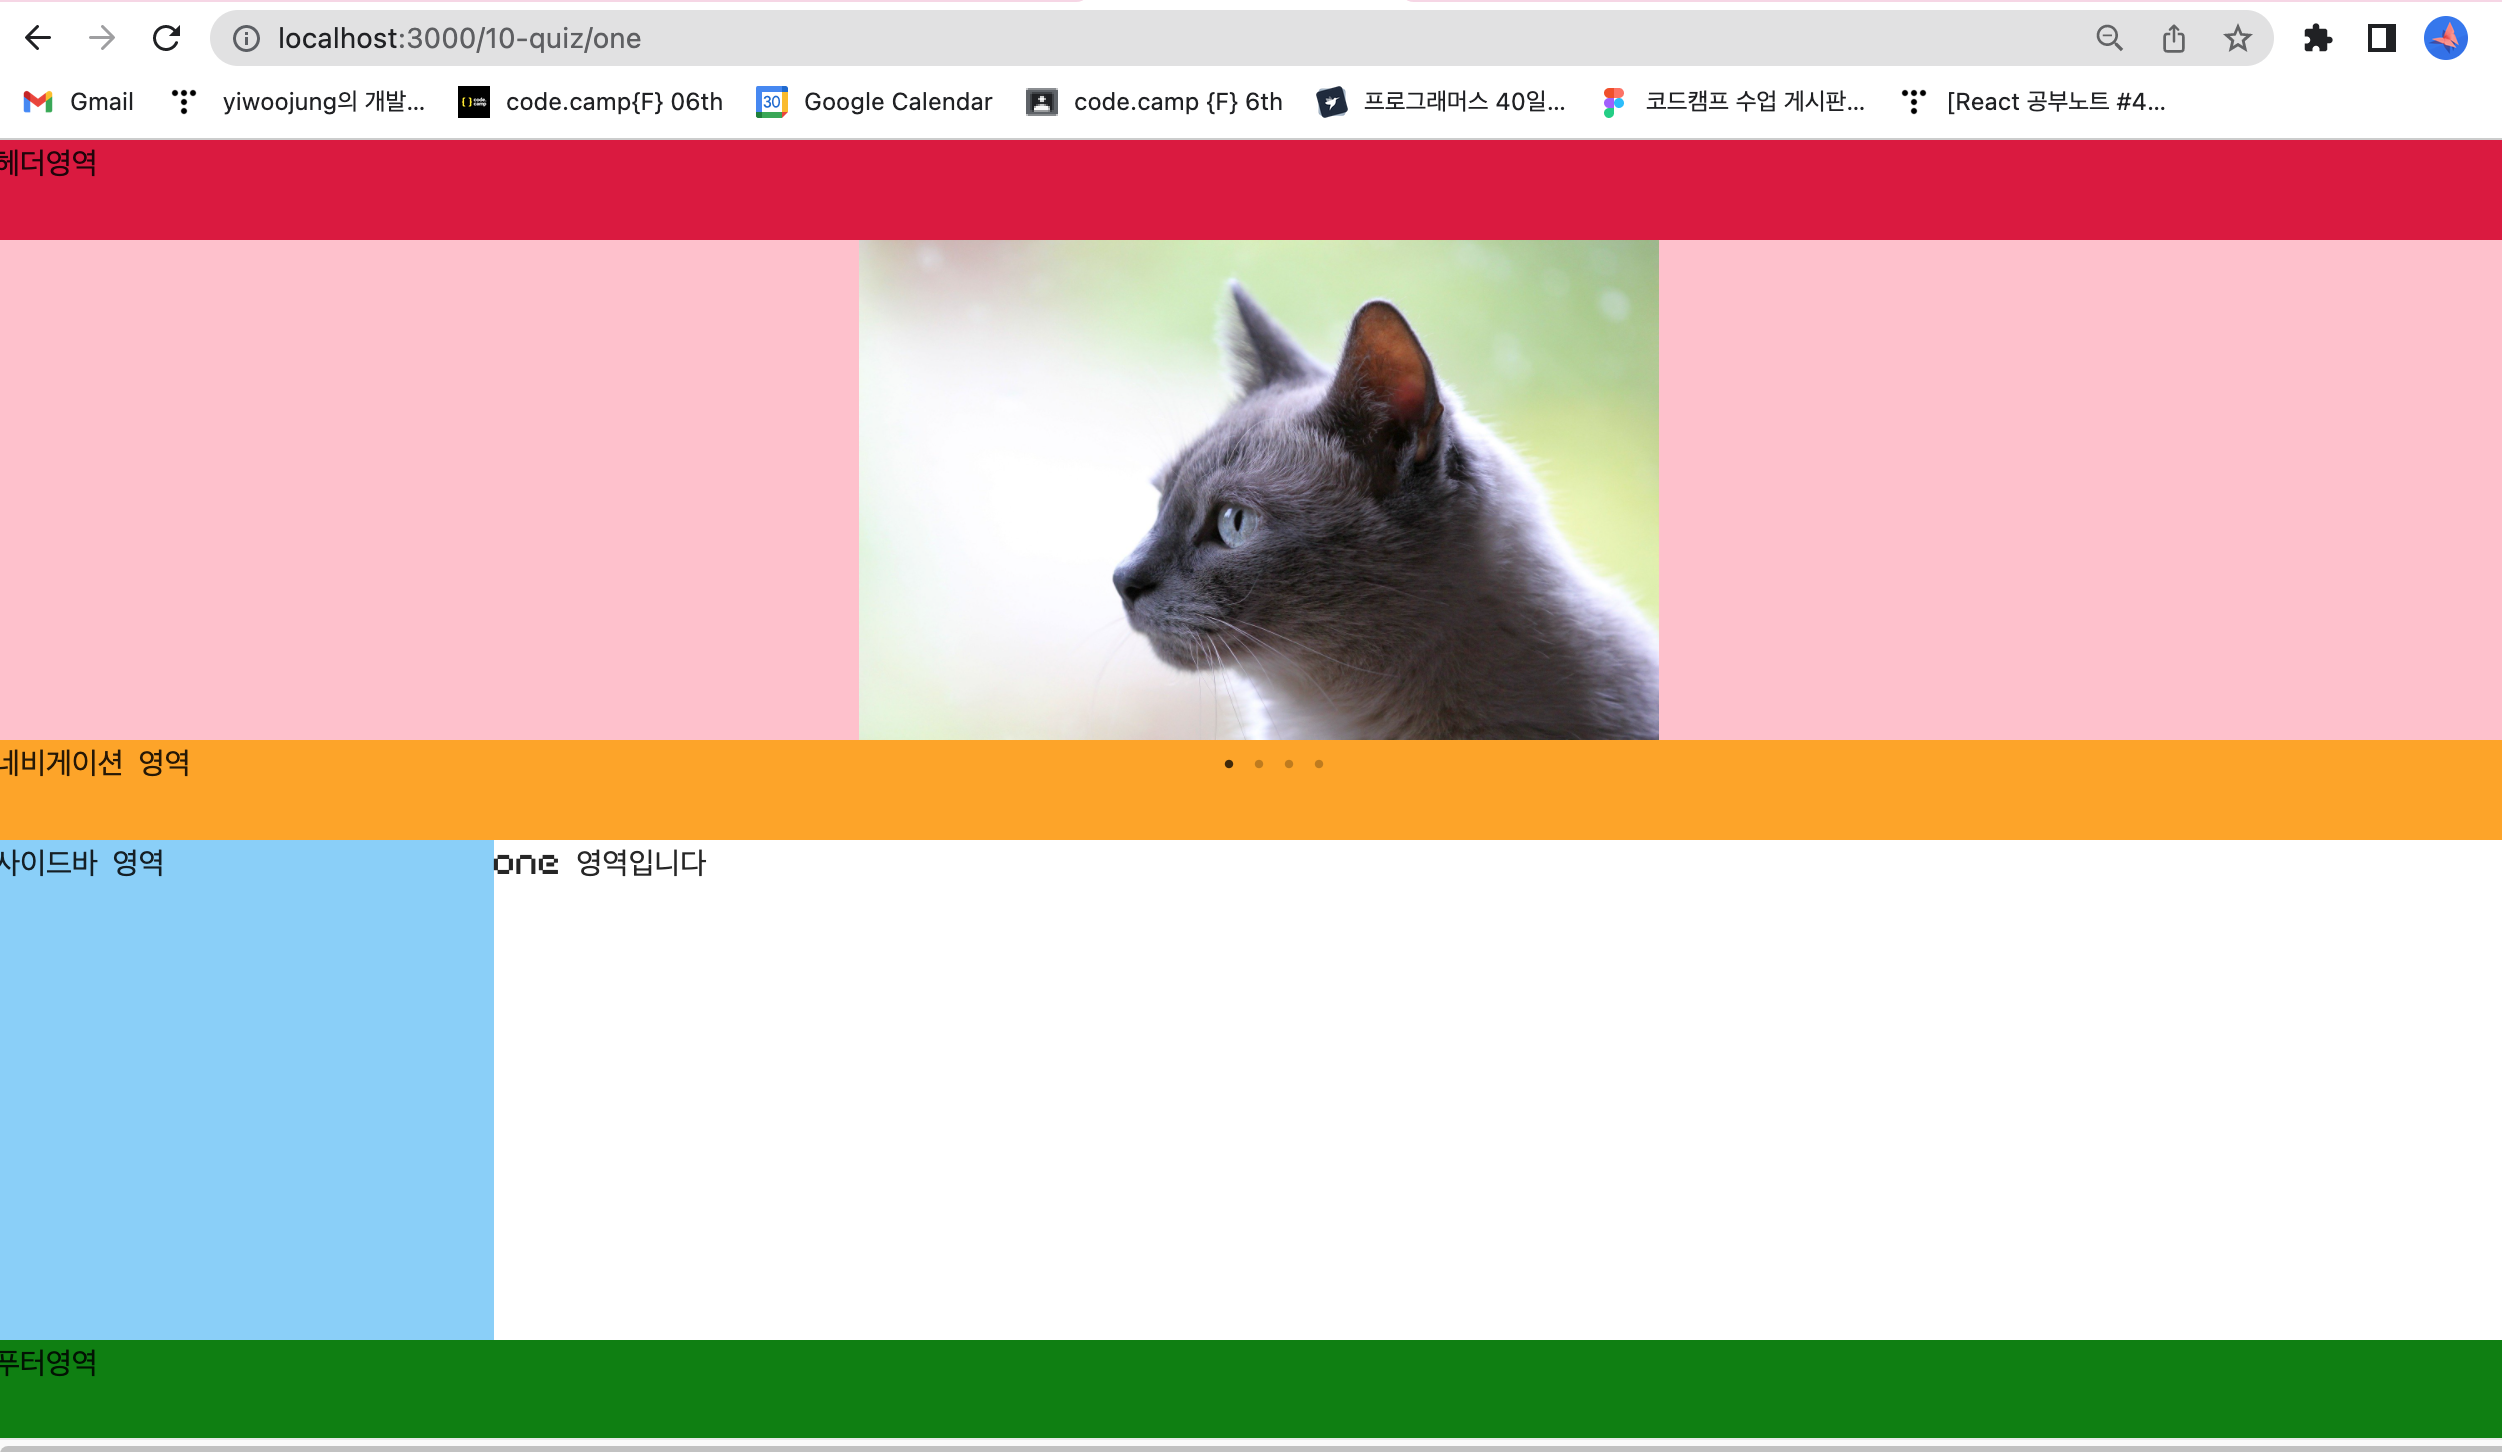 localhost:3000/10-quiz/one
Gmail yiwoojung의 개발... code.camp{F} 06th 30 Google Calendar code.camp {F} 6th 프로그래머스 40일... 코드캠프 수업 게시판... [React 공부노트 #4...
헤더영역
네비게이션 영역
사이드바 영역 one 영역입니다
푸터영역